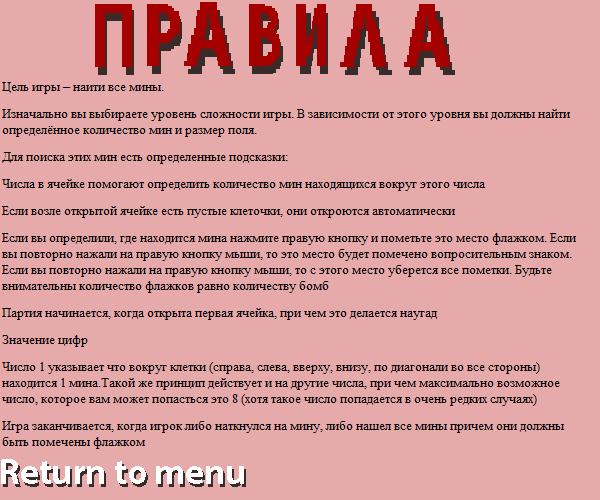 ПРАВИЛА
Цель игры – наити все мины.
Изначально вы выбираете уровень сложности игры. В зависимости от этого уровня вы должны найти
определённое количество мин и размер поля.
Для поиска этих мин есть определенные подсказки:
Числа в ячейке помогают определить количество мин находящихся вокруг этого числа
Если возле открытой ячейке есть пустые клеточки, они откроются автоматически
Если вы определили, где находится мина нажмите правую кнопку и пометьте это место флажком. Если
вы повторно нажали на правую кнопку мыши, то это место будет помечено вопросительным знаком.
Если вы повторно нажали на правую кнопку мыши, то с этого место уберется все пометки. Будьте
внимательны количество флажков равно количеству бомб
Партия начинается, когда открыта первая ячейка, при чем это делается наугад
Значение цифр
Число 1 указывает что вокруг клетки (справа, слева, вверху, внизу, по диагонали во все стороны)
находится 1 мина.Такой же принцип действует и на другие числа, при чем максимально возможное
число, которое вам может попасться это 8 (хотя такое число попадается в очень редких случаях)
Игра заканчивается, когда игрок либо наткнулся на мину, либо нашел все мины причем они должны
быть помечены флажком
Return to menu